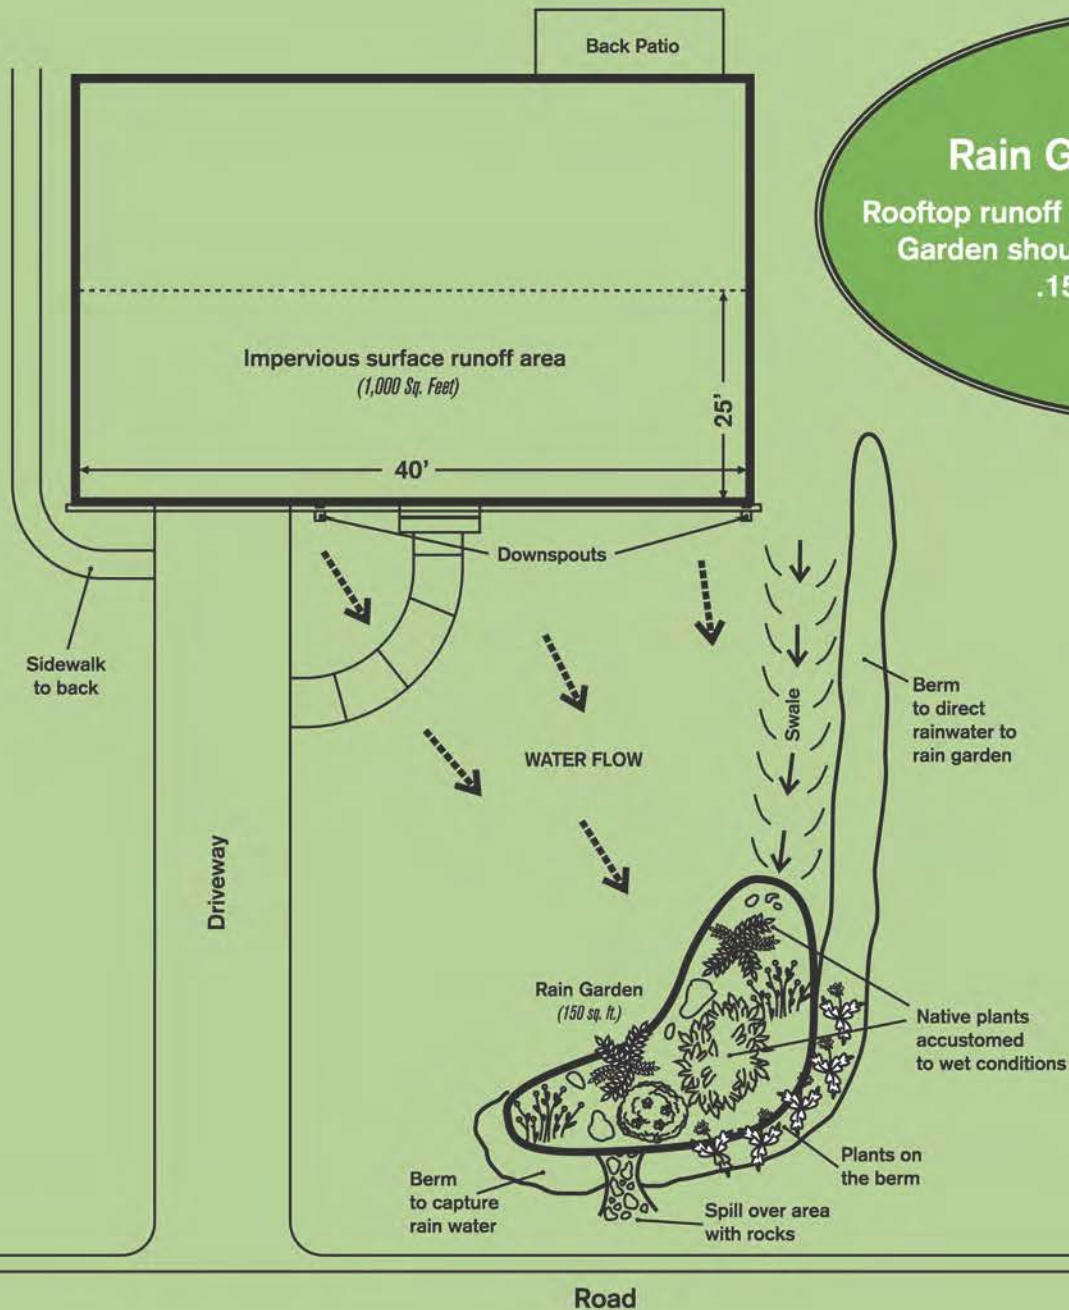 Back Patio
Rain G
Rooftop runoff
Garden shou
.15
Impervious surface runoff area
(1,000 Sq. Feet)
25'
40'
Downspouts
Sidewalk
to back
Swale
Berm
to direct
rainwater to
rain garden
WATER FLOW
Driveway
Rain Garden
(150 sq. ft.)
Native plants
accustomed
to wet conditions
Plants on
the berm
Berm
to capture
rain water
Spill over area
with rocks
Road